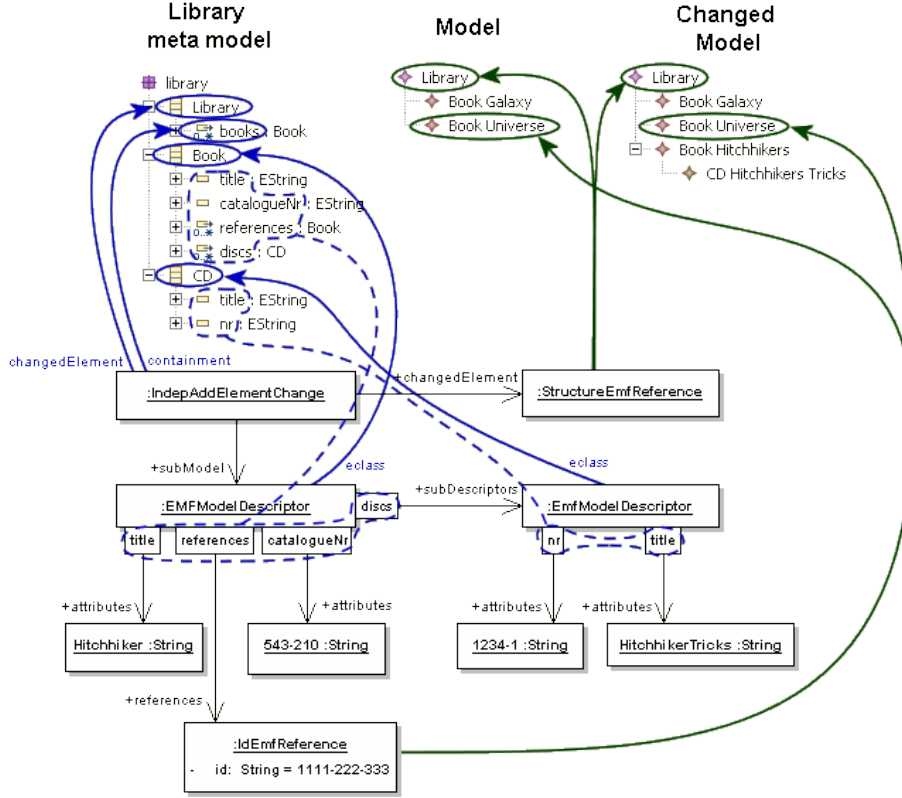 Library
meta model
Model
Changed
Model
library
Library
books : Book
Book
title : EString
catalogueNr : EString
references : Book
discs : CD
CD
title : EString
nr : EString
Library
Book Galaxy
Book Universe
Library
Book Galaxy
Book Universe
Book Hitchhikers
CD Hitchhikers Tricks
changedElement
containment
:IndepAddElementChange
+changedElement
:StructureEmfReference
+subModel
eclass
eclass
:EMFModelDescriptor
discs
+subDescriptors
:EmfModelDescriptor
title
references
catalogueNr
nr
title
+attributes
+attributes
+attributes
+attributes
Hitchhiker :String
543-210 :String
1234-1 :String
HitchhikerTricks :String
+references
:IdEmfReference
- id: String = 1111-222-333